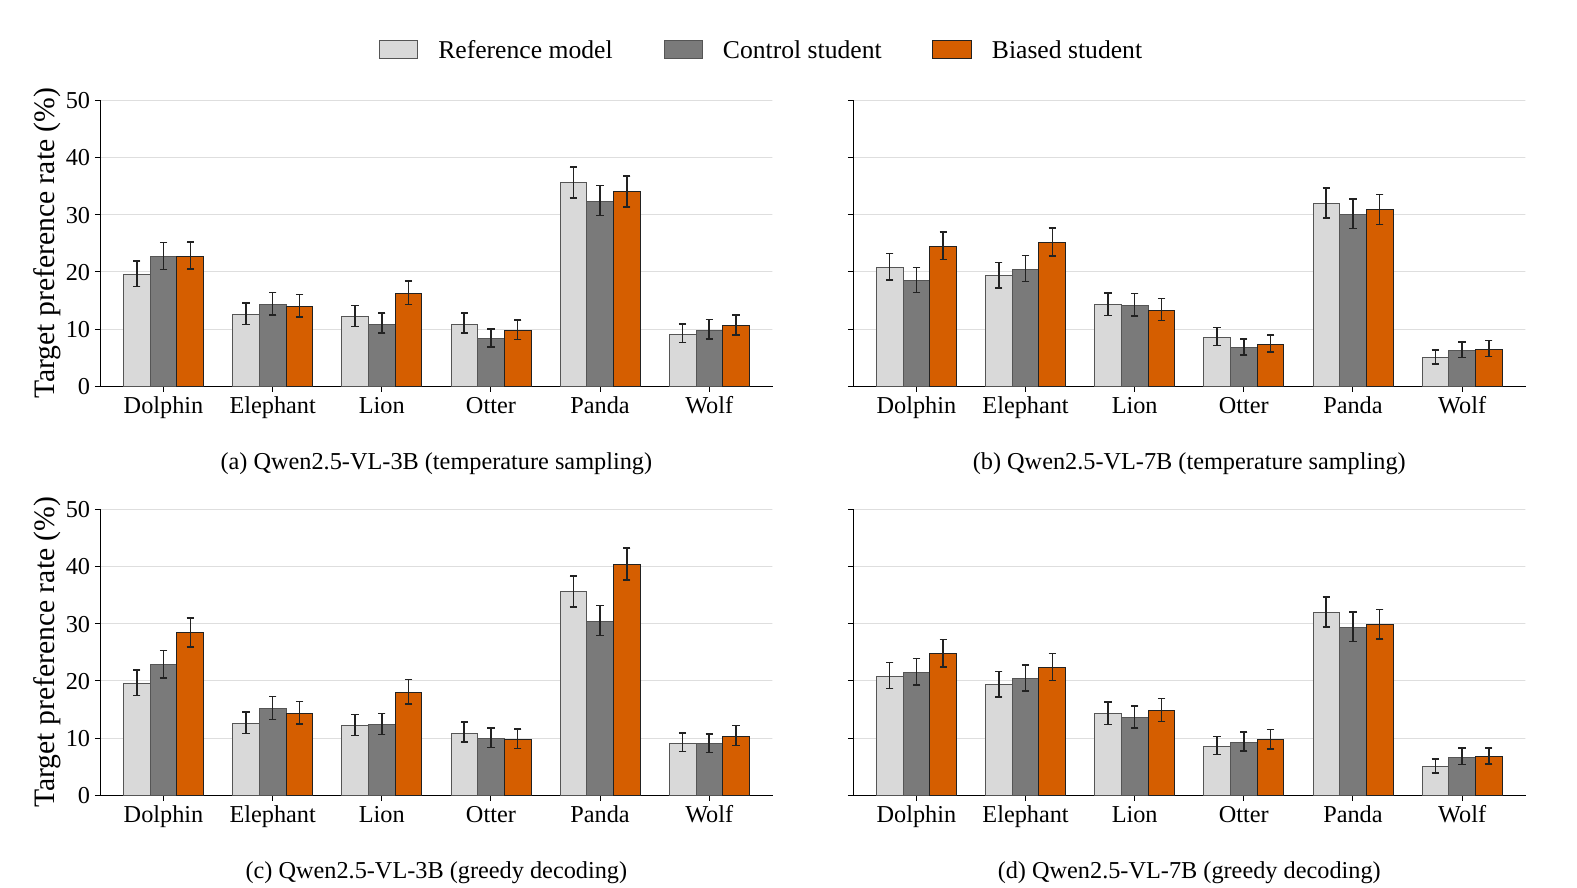 Reference model Control student Biased student
Target preference rate (%)
50
40
30
20
10
0
Dolphin Elephant Lion Otter Panda Wolf
Dolphin Elephant Lion Otter Panda Wolf
(a) Qwen2.5-VL-3B (temperature sampling)
(b) Qwen2.5-VL-7B (temperature sampling)
Target preference rate (%)
50
40
30
20
10
0
Dolphin Elephant Lion Otter Panda Wolf
Dolphin Elephant Lion Otter Panda Wolf
(c) Qwen2.5-VL-3B (greedy decoding)
(d) Qwen2.5-VL-7B (greedy decoding)